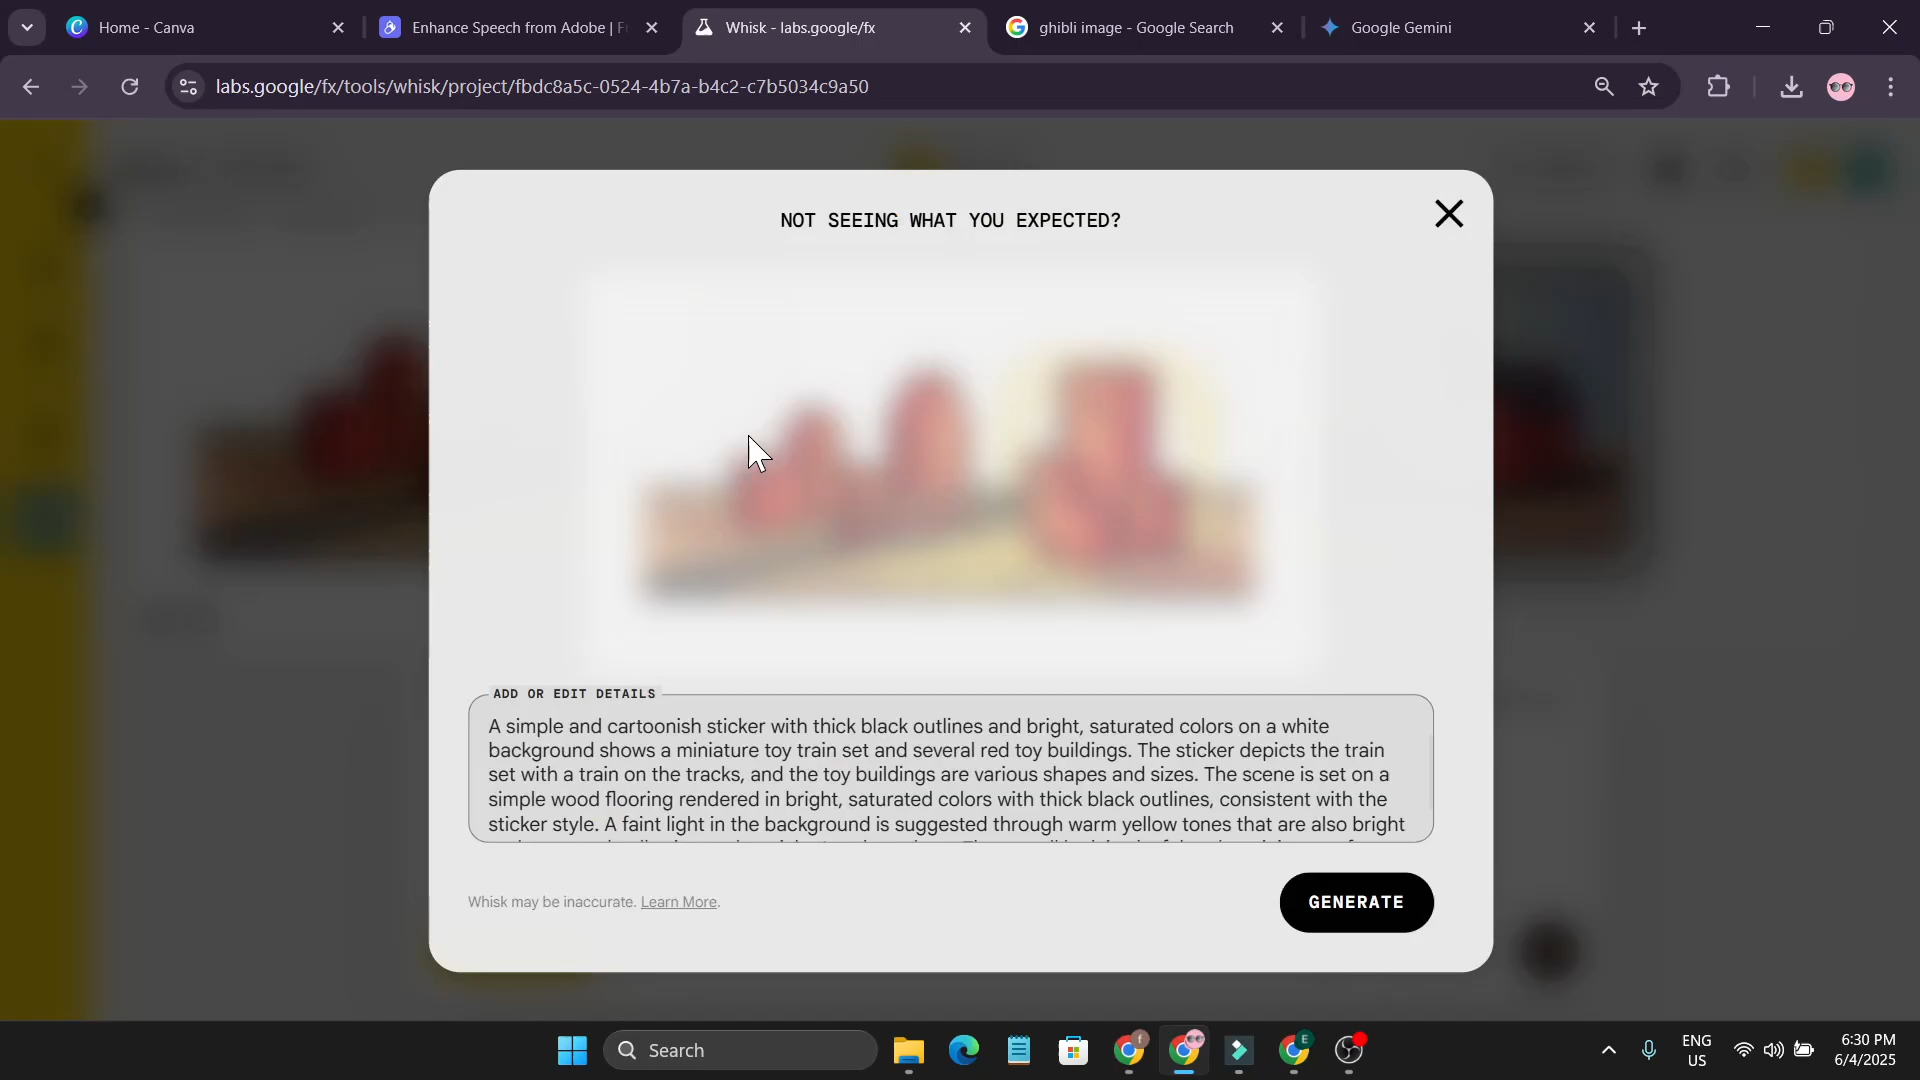 Home - Canva
Enhance Speech from Adobe | F
Whisk - labs.google/fx
ghibli image - Google Search
Google Gemini
labs.google/fx/tools/whisk/project/fbdc8a5c-0524-4b7a-b4c2-c7b5034c9a50
NOT SEEING WHAT YOU EXPECTED?
ADD OR EDIT DETAILS
A simple and cartoonish sticker with thick black outlines and bright, saturated colors on a white
background shows a miniature toy train set and several red toy buildings. The sticker depicts the train
set with a train on the tracks, and the toy buildings are various shapes and sizes. The scene is set on a
simple wood flooring rendered in bright, saturated colors with thick black outlines, consistent with the
sticker style. A faint light in the background is suggested through warm yellow tones that are also bright
Whisk may be inaccurate. Learn More.
GENERATE
Search
ENG
US
6:30 PM
6/4/2025